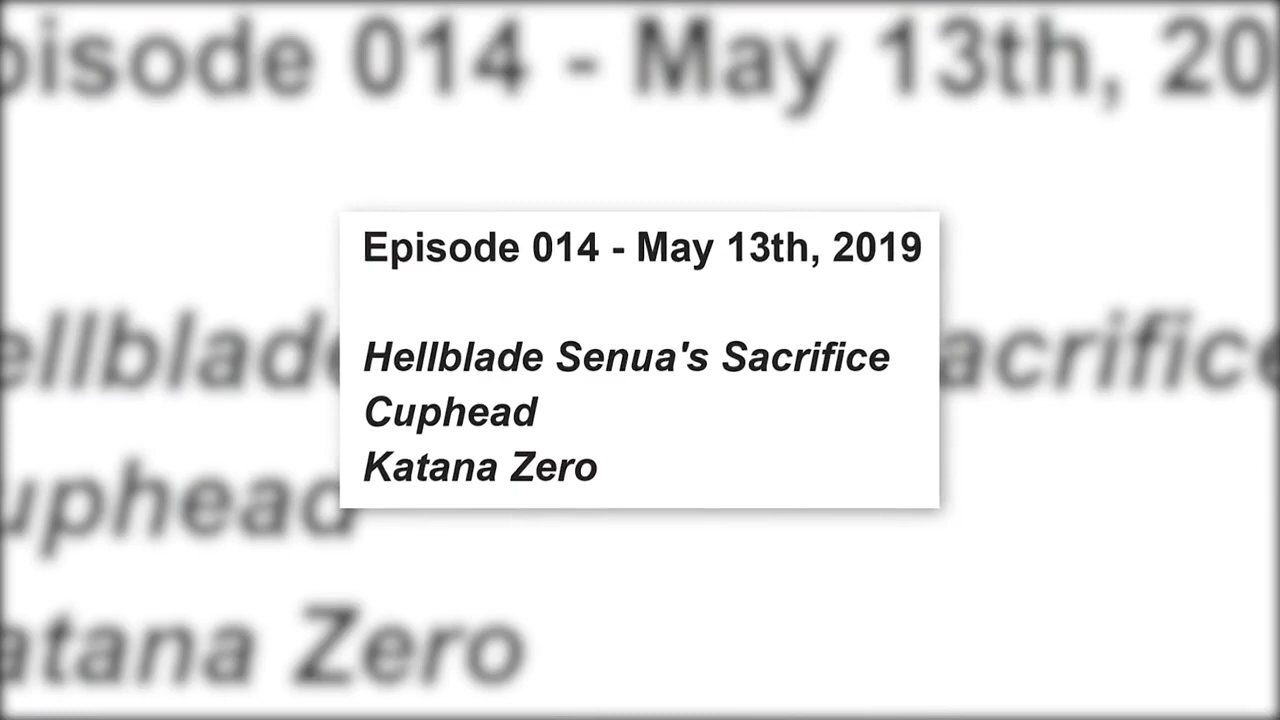 Episode 014 - May 13th, 2019
Hellblade Senua's Sacrifice
Cuphead
Katana Zero